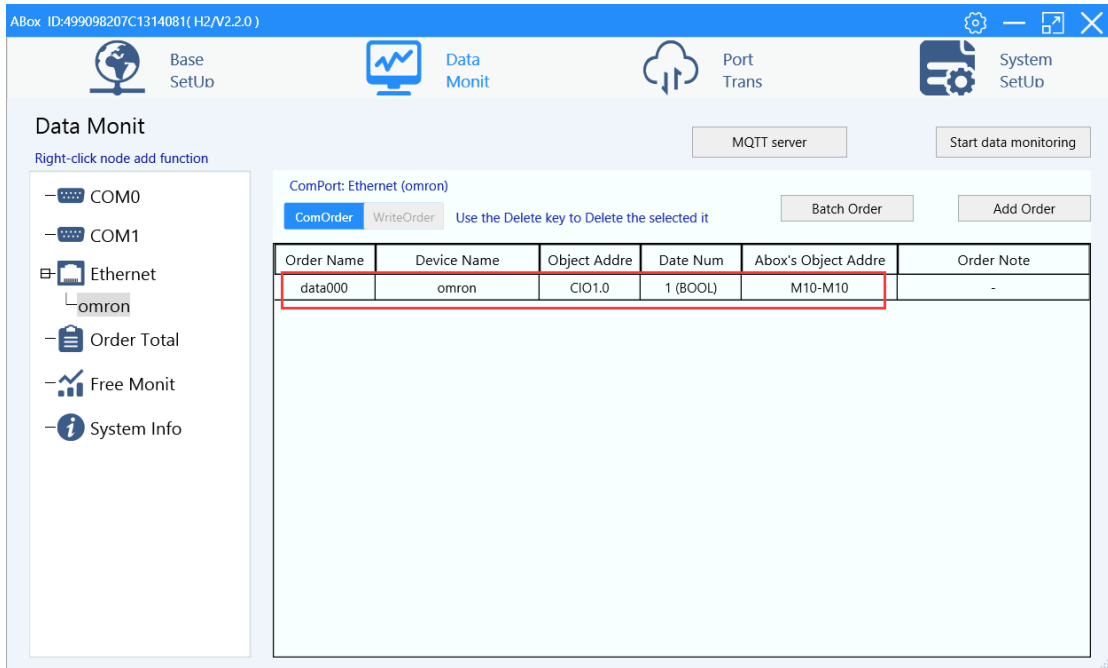 ABox ID:499098207C1314081( H2/V2.2.0 )
Base SetUp
Data Monit
Port Trans
System SetUp
Data Monit
Right-click node add function
MQTT server
Start data monitoring
COM0
COM1
Ethernet
omron
Order Total
Free Monit
System Info
ComPort: Ethernet (omron)
ComOrder WriteOrder Use the Delete key to Delete the selected it
Batch Order
Add Order
Order Name Device Name Object Addre Date Num Abox's Object Addre Order Note
data000 omron CIO1.0 1 (BOOL) M10-M10 -